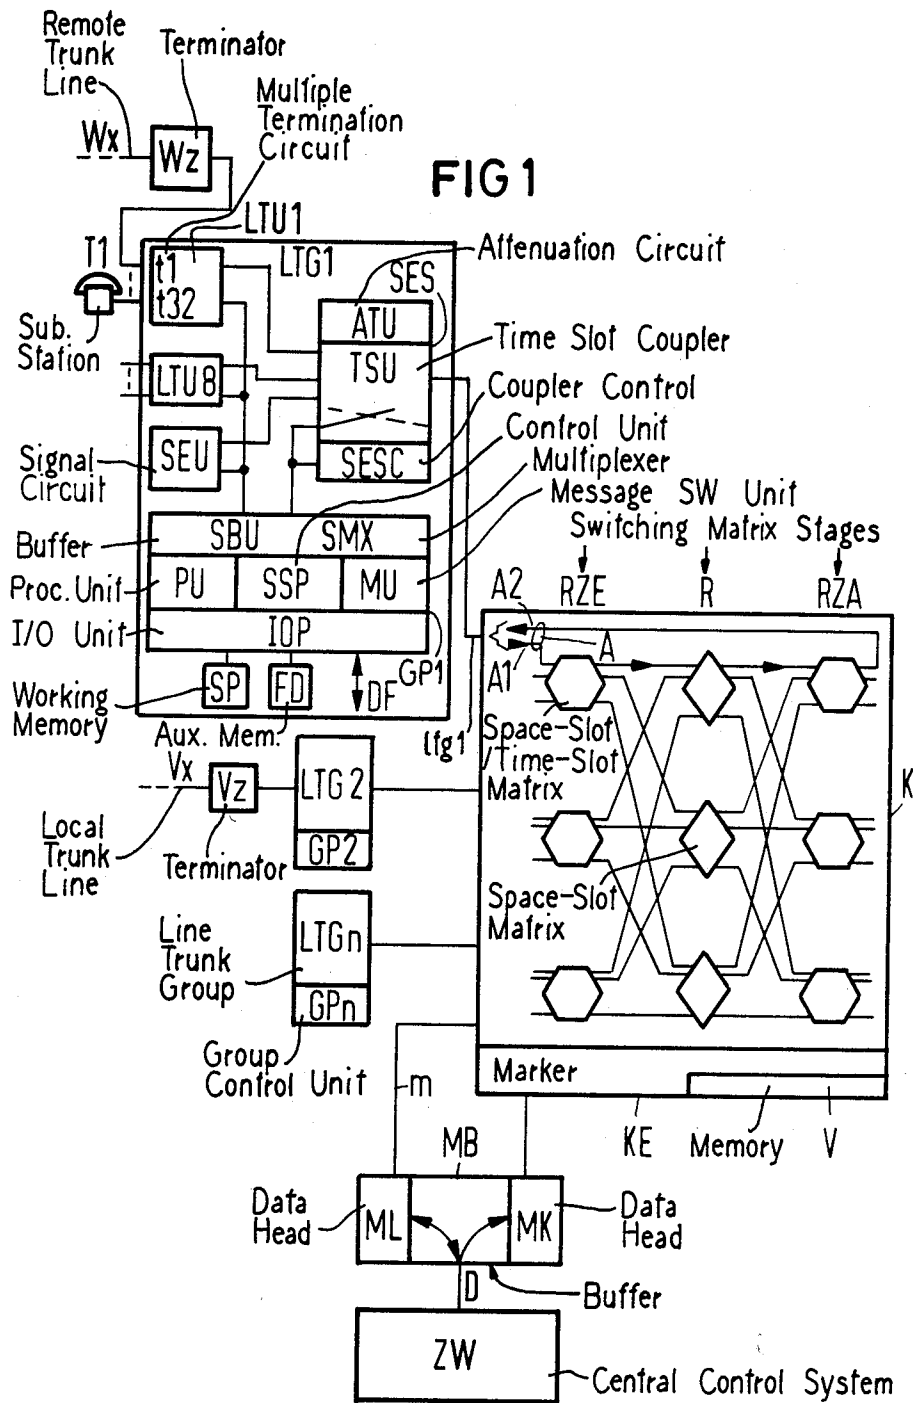 Remote
Trunk
Line
Terminator
Multiple
Termination
Circuit
Wx
Wz
FIG 1
LTU1
T1
t1
t32
LTG1
Attenuation Circuit
SES
ATU
Sub.
Station
TSU
Time Slot Coupler
LTU8
Coupler Control
Control Unit
Signal
Circuit
SEU
SESC
Multiplexer
Message SW Unit
Switching Matrix Stages
Buffer
SBU
SMX
Proc. Unit
PU
SSP
MU
RZE
R
RZA
I/O Unit
IOP
A2
A
GP1
A1
Working
Memory
SP
FD
DF
Aux. Mem.
lfg1
Space-Slot
/Time-Slot
Matrix
Vx
Vz
LTG2
K
GP2
Local
Trunk
Line
Terminator
Space-Slot
Matrix
Line
Trunk
Group
LTGn
GPn
Group
Control Unit
m
Marker
KE
Memory
V
MB
Data
Head
ML
MK
Data
Head
D
Buffer
ZW
Central Control System